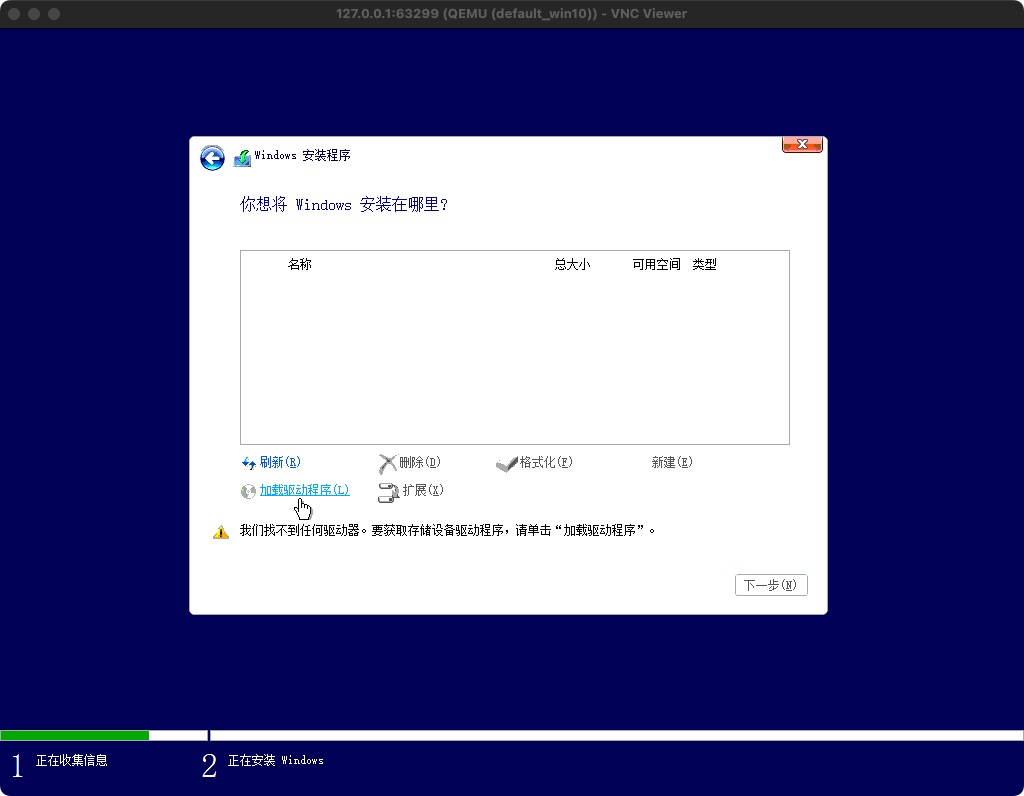 127.0.0.1:63299 (QEMU (default_win10)) - VNC Viewer
Windows 安装程序
你想将 Windows 安装在哪里?
名称 总大小 可用空间 类型
刷新(R) 删除(D) 格式化(F) 新建(E)
加载驱动程序(L) 扩展(X)
我们找不到任何驱动器。要获取存储设备驱动程序，请单击“加载驱动程序”。
下一步(N)
1 正在收集信息 2 正在安装 Windows